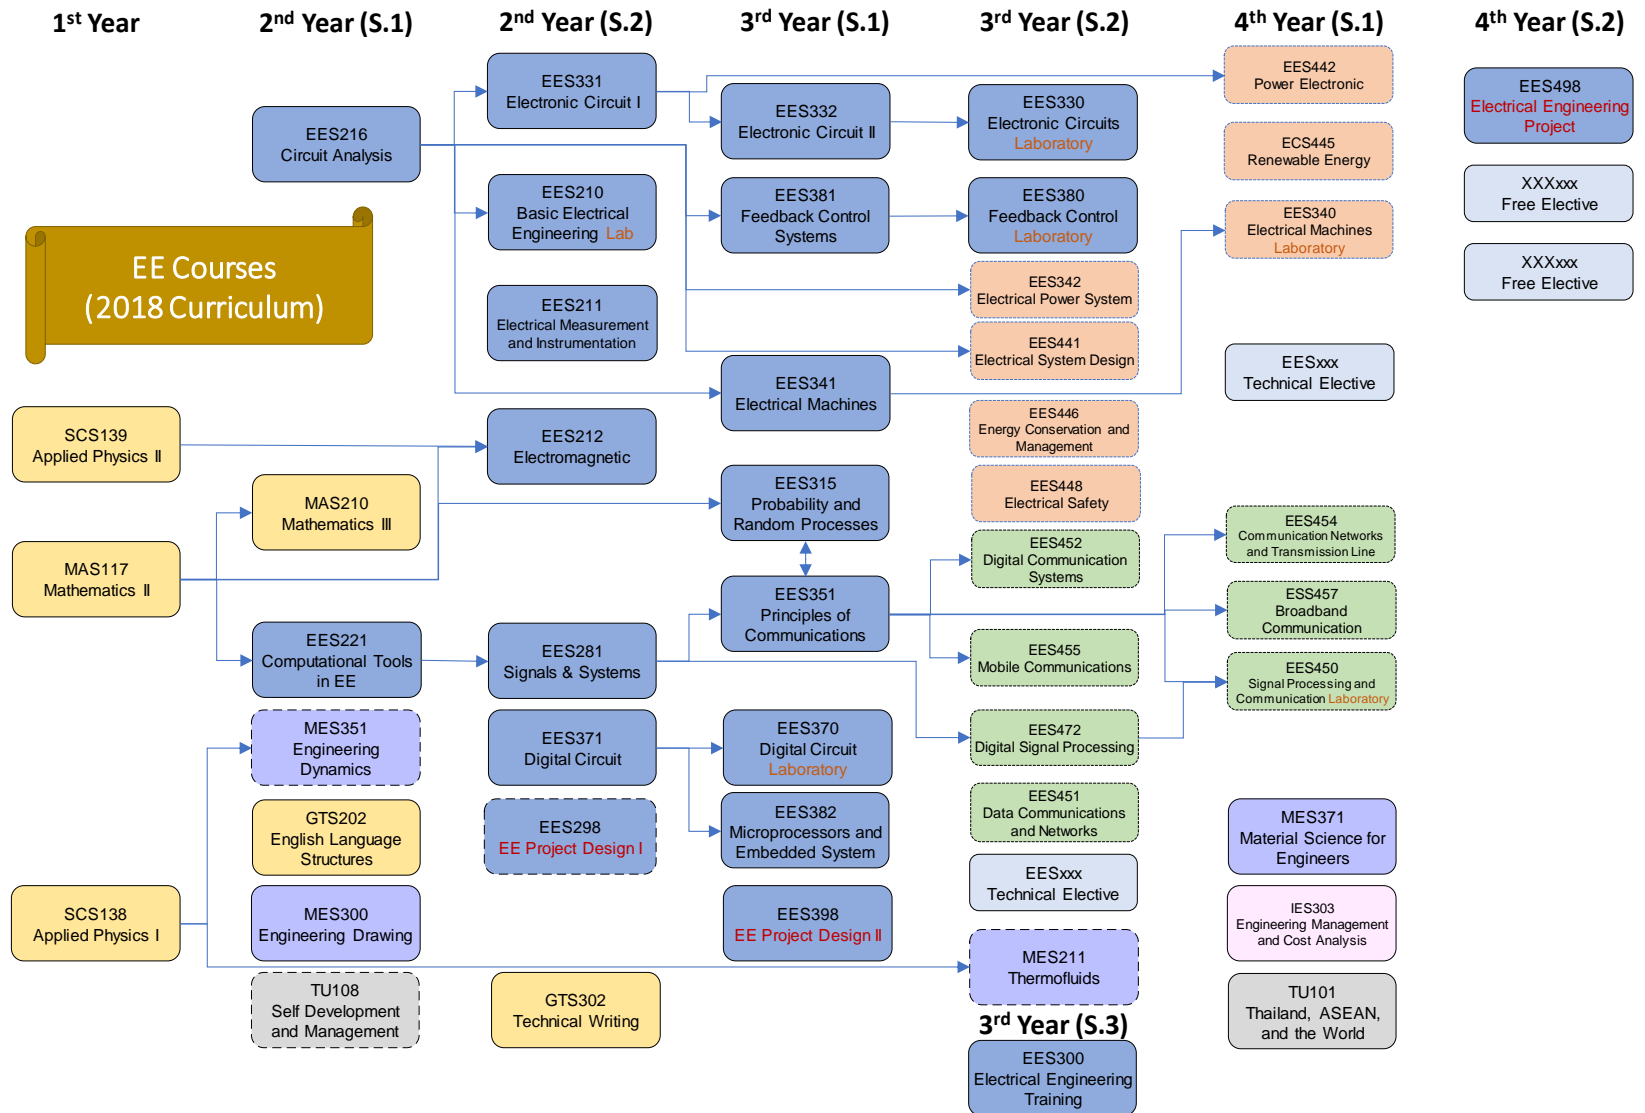 1st Year
2nd Year (S.1)
2nd Year (S.2)
3rd Year (S.1)
3rd Year (S.2)
4th Year (S.1)
4th Year (S.2)
EE Courses
(2018 Curriculum)
SCS139
Applied Physics II
MAS117
Mathematics II
SCS138
Applied Physics I
EES216
Circuit Analysis
MAS210
Mathematics III
EES221
Computational Tools
in EE
MES351
Engineering
Dynamics
GTS202
English Language
Structures
MES300
Engineering Drawing
TU108
Self Development
and Management
EES331
Electronic Circuit I
EES210
Basic Electrical
Engineering Lab
EES211
Electrical Measurement
and Instrumentation
EES212
Electromagnetic
EES281
Signals & Systems
EES371
Digital Circuit
EES298
EE Project Design I
GTS302
Technical Writing
EES332
Electronic Circuit II
EES381
Feedback Control
Systems
EES341
Electrical Machines
EES315
Probability and
Random Processes
EES351
Principles of
Communications
EES370
Digital Circuit
Laboratory
EES382
Microprocessors and
Embedded System
EES398
EE Project Design II
EES330
Electronic Circuits
Laboratory
EES380
Feedback Control
Laboratory
EES342
Electrical Power System
EES441
Electrical System Design
EES446
Energy Conservation and
Management
EES448
Electrical Safety
EES452
Digital Communication
Systems
EES455
Mobile Communications
EES472
Digital Signal Processing
EES451
Data Communications
and Networks
EESxxx
Technical Elective
MES211
Thermofluids
3rd Year (S.3)
EES300
Electrical Engineering
Training
EES442
Power Electronic
ECS445
Renewable Energy
EES340
Electrical Machines
Laboratory
EESxxx
Technical Elective
EES454
Communication Networks
and Transmission Line
ESS457
Broadband
Communication
EES450
Signal Processing and
Communication Laboratory
MES371
Material Science for
Engineers
IES303
Engineering Management
and Cost Analysis
TU101
Thailand, ASEAN,
and the World
EES498
Electrical Engineering
Project
XXXxxx
Free Elective
XXXxxx
Free Elective